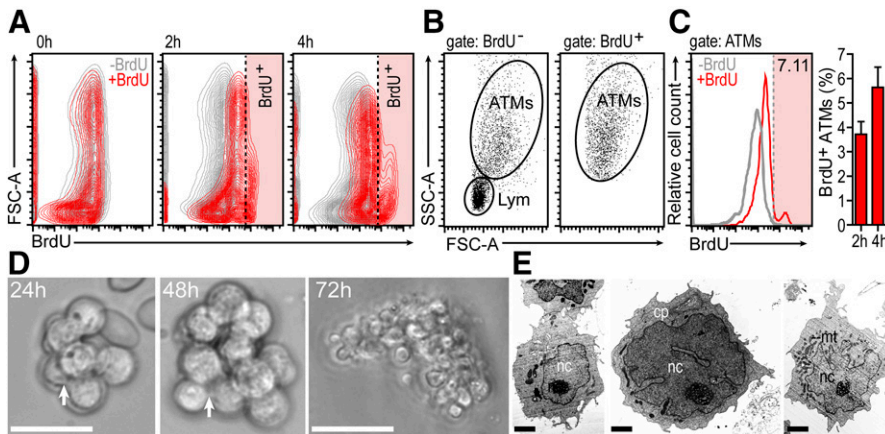 A
0h
-BrdU
+BrdU
2h
BrdU+
4h
BrdU+
FSC-A
BrdU
B
gate: BrdU⁻
ATMs
Lym
gate: BrdU⁺
ATMs
SSC-A
FSC-A
C
gate: ATMs
-BrdU
+BrdU
7.11
Relative cell count
BrdU
BrdU⁺ ATMs (%)
7
6
5
4
3
2
1
0
2h 4h
D
24h
48h
72h
E
nc
cp
nc
mt
nc